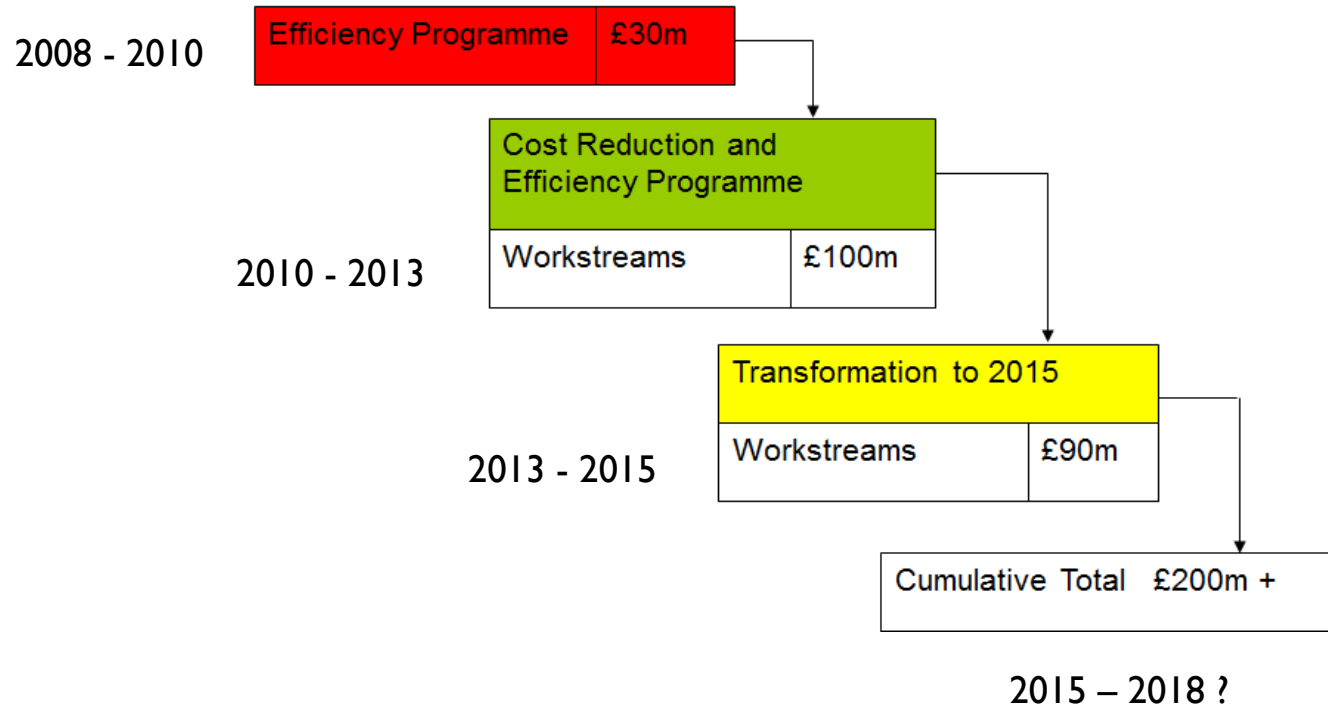 2008 - 2010
Efficiency Programme £30m
Cost Reduction and
Efficiency Programme
2010 - 2013
Workstreams £100m
Transformation to 2015
2013 - 2015
Workstreams £90m
Cumulative Total £200m +
2015 – 2018 ?